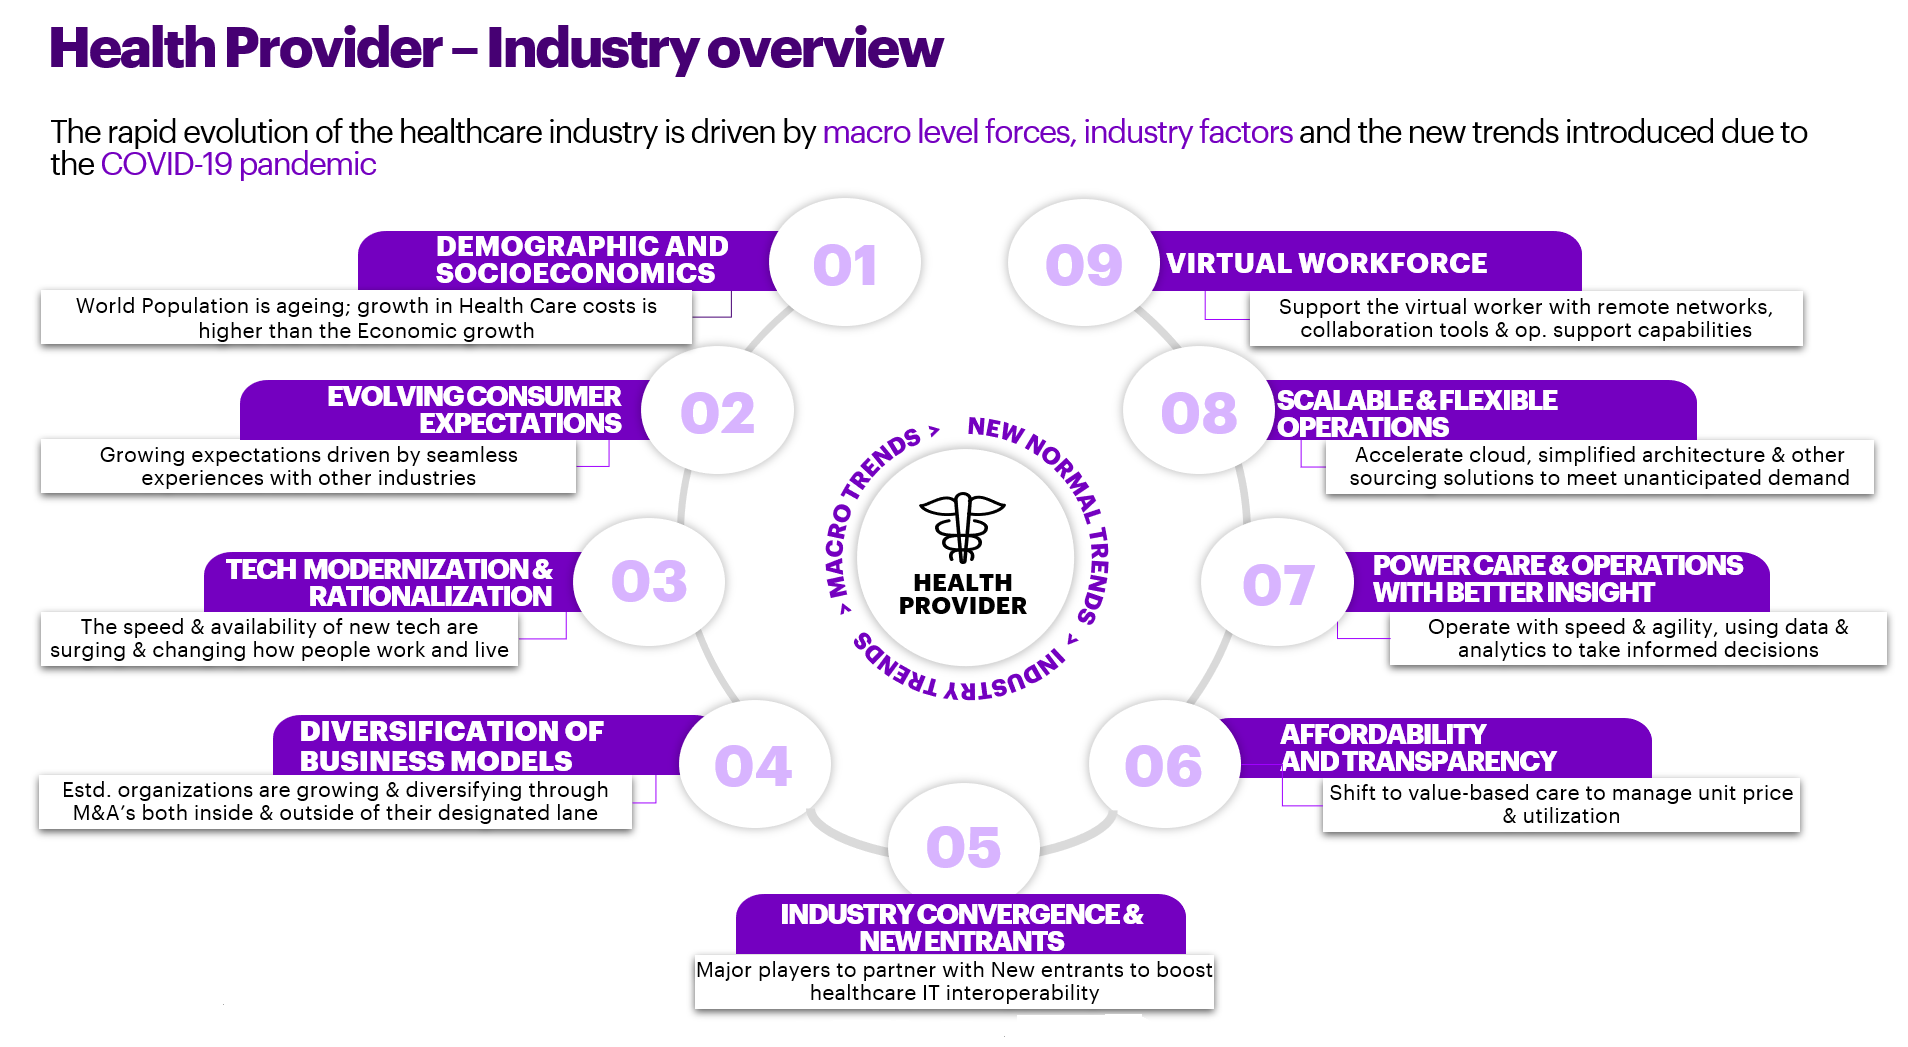 Health Provider – Industry overview
The rapid evolution of the healthcare industry is driven by macro level forces, industry factors and the new trends introduced due to
the COVID-19 pandemic
01
DEMOGRAPHIC AND
SOCIOECONOMICS
World Population is ageing; growth in Health Care costs is
higher than the Economic growth
02
EVOLVING CONSUMER
EXPECTATIONS
Growing expectations driven by seamless
experiences with other industries
03
TECH MODERNIZATION &
RATIONALIZATION
The speed & availability of new tech are
surging & changing how people work and live
04
DIVERSIFICATION OF
BUSINESS MODELS
Estd. organizations are growing & diversifying through
M&A’s both inside & outside of their designated lane
05
INDUSTRY CONVERGENCE &
NEW ENTRANTS
Major players to partner with New entrants to boost
healthcare IT interoperability
06
AFFORDABILITY
AND TRANSPARENCY
Shift to value-based care to manage unit price
& utilization
07
POWER CARE & OPERATIONS
WITH BETTER INSIGHT
Operate with speed & agility, using data &
analytics to take informed decisions
08
SCALABLE & FLEXIBLE
OPERATIONS
Accelerate cloud, simplified architecture & other
sourcing solutions to meet unanticipated demand
09
VIRTUAL WORKFORCE
Support the virtual worker with remote networks,
collaboration tools & op. support capabilities
MACRO TRENDS >
NEW NORMAL TRENDS >
INDUSTRY TRENDS >
HEALTH
PROVIDER